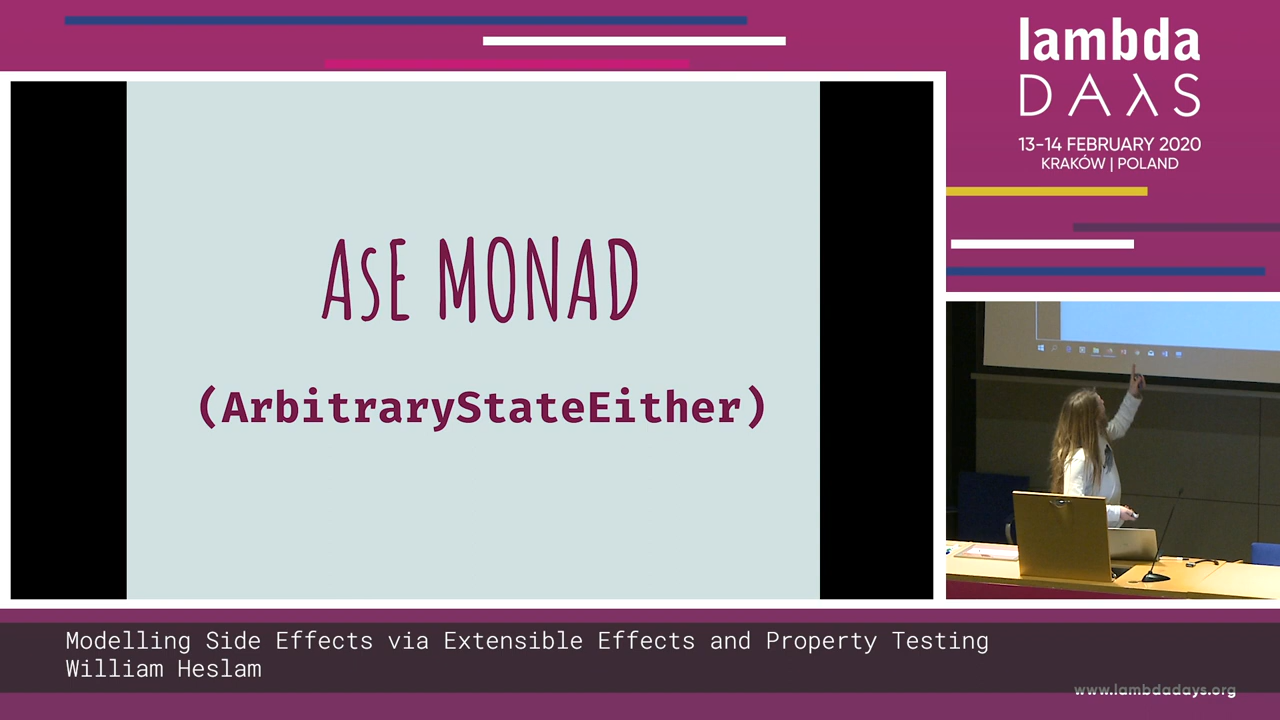 lambda
DAλS
13-14 FEBRUARY 2020
KRAKÓW | POLAND
AsE MONAD
(ArbitraryStateEither)
Modelling Side Effects via Extensible Effects and Property Testing
William Heslam
www.lambdadays.org